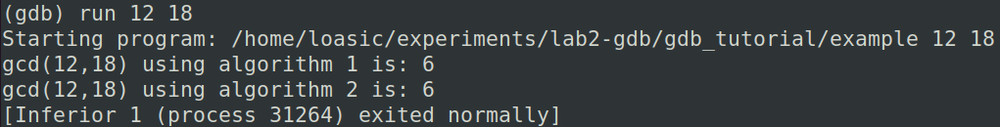 (gdb) run 12 18
Starting program: /home/loasic/experiments/lab2-gdb/gdb_tutorial/example 12 18
gcd(12,18) using algorithm 1 is: 6
gcd(12,18) using algorithm 2 is: 6
[Inferior 1 (process 31264) exited normally]